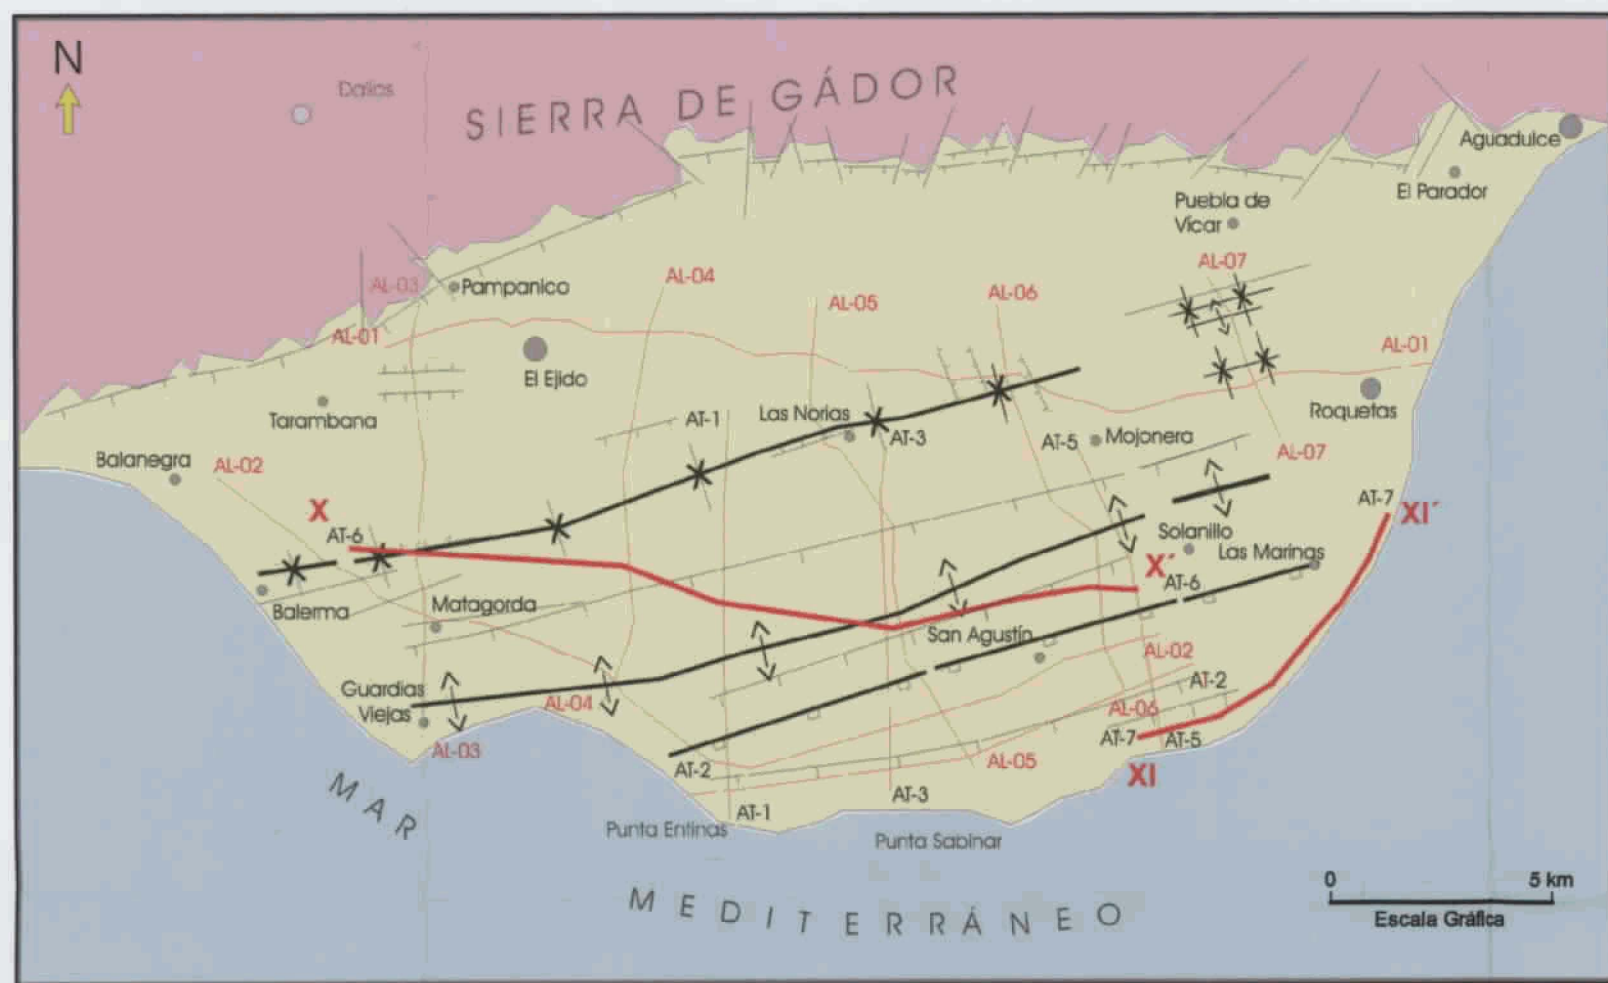 N
Dalías
SIERRA DE GÁDOR
Aguadulce
El Parador
Puebla de
Vícar
AL-07
AL-03
Pampanico
AL-04
AL-05
AL-06
AL-01
El Ejido
AL-01
Tarambana
Roquetas
AT-1
Las Norias
AT-3
AT-5
Mojonera
AL-07
Balanegra
AL-02
X
AT-6
AT-7
XI´
Solanillo
Las Marinas
X´
AT-6
Balerma
Matagorda
San Agustín
AL-02
Guardias
Viejas
AL-04
AT-2
AL-06
AL-03
AT-7
AT-5
AL-05
AT-2
XI
MAR
AT-1
AT-3
Punta Entinas
Punta Sabinar
MEDITERRÁNEO
0 5 km
Escala Gráfica